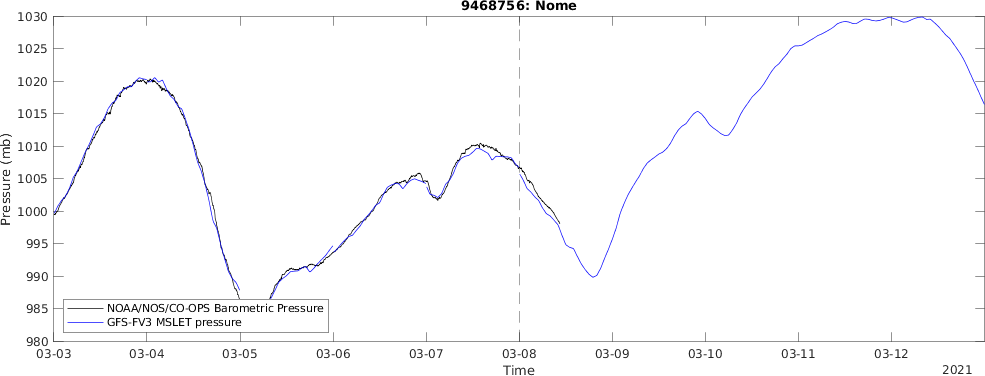 9468756: Nome
1030
1025
1020
1015
1010
1005
1000
995
990
985
980
Pressure (mb)
NOAA/NOS/CO-OPS Barometric Pressure
GFS-FV3 MSLET pressure
03-03 03-04 03-05 03-06 03-07 03-08 03-09 03-10 03-11 03-12
Time
2021